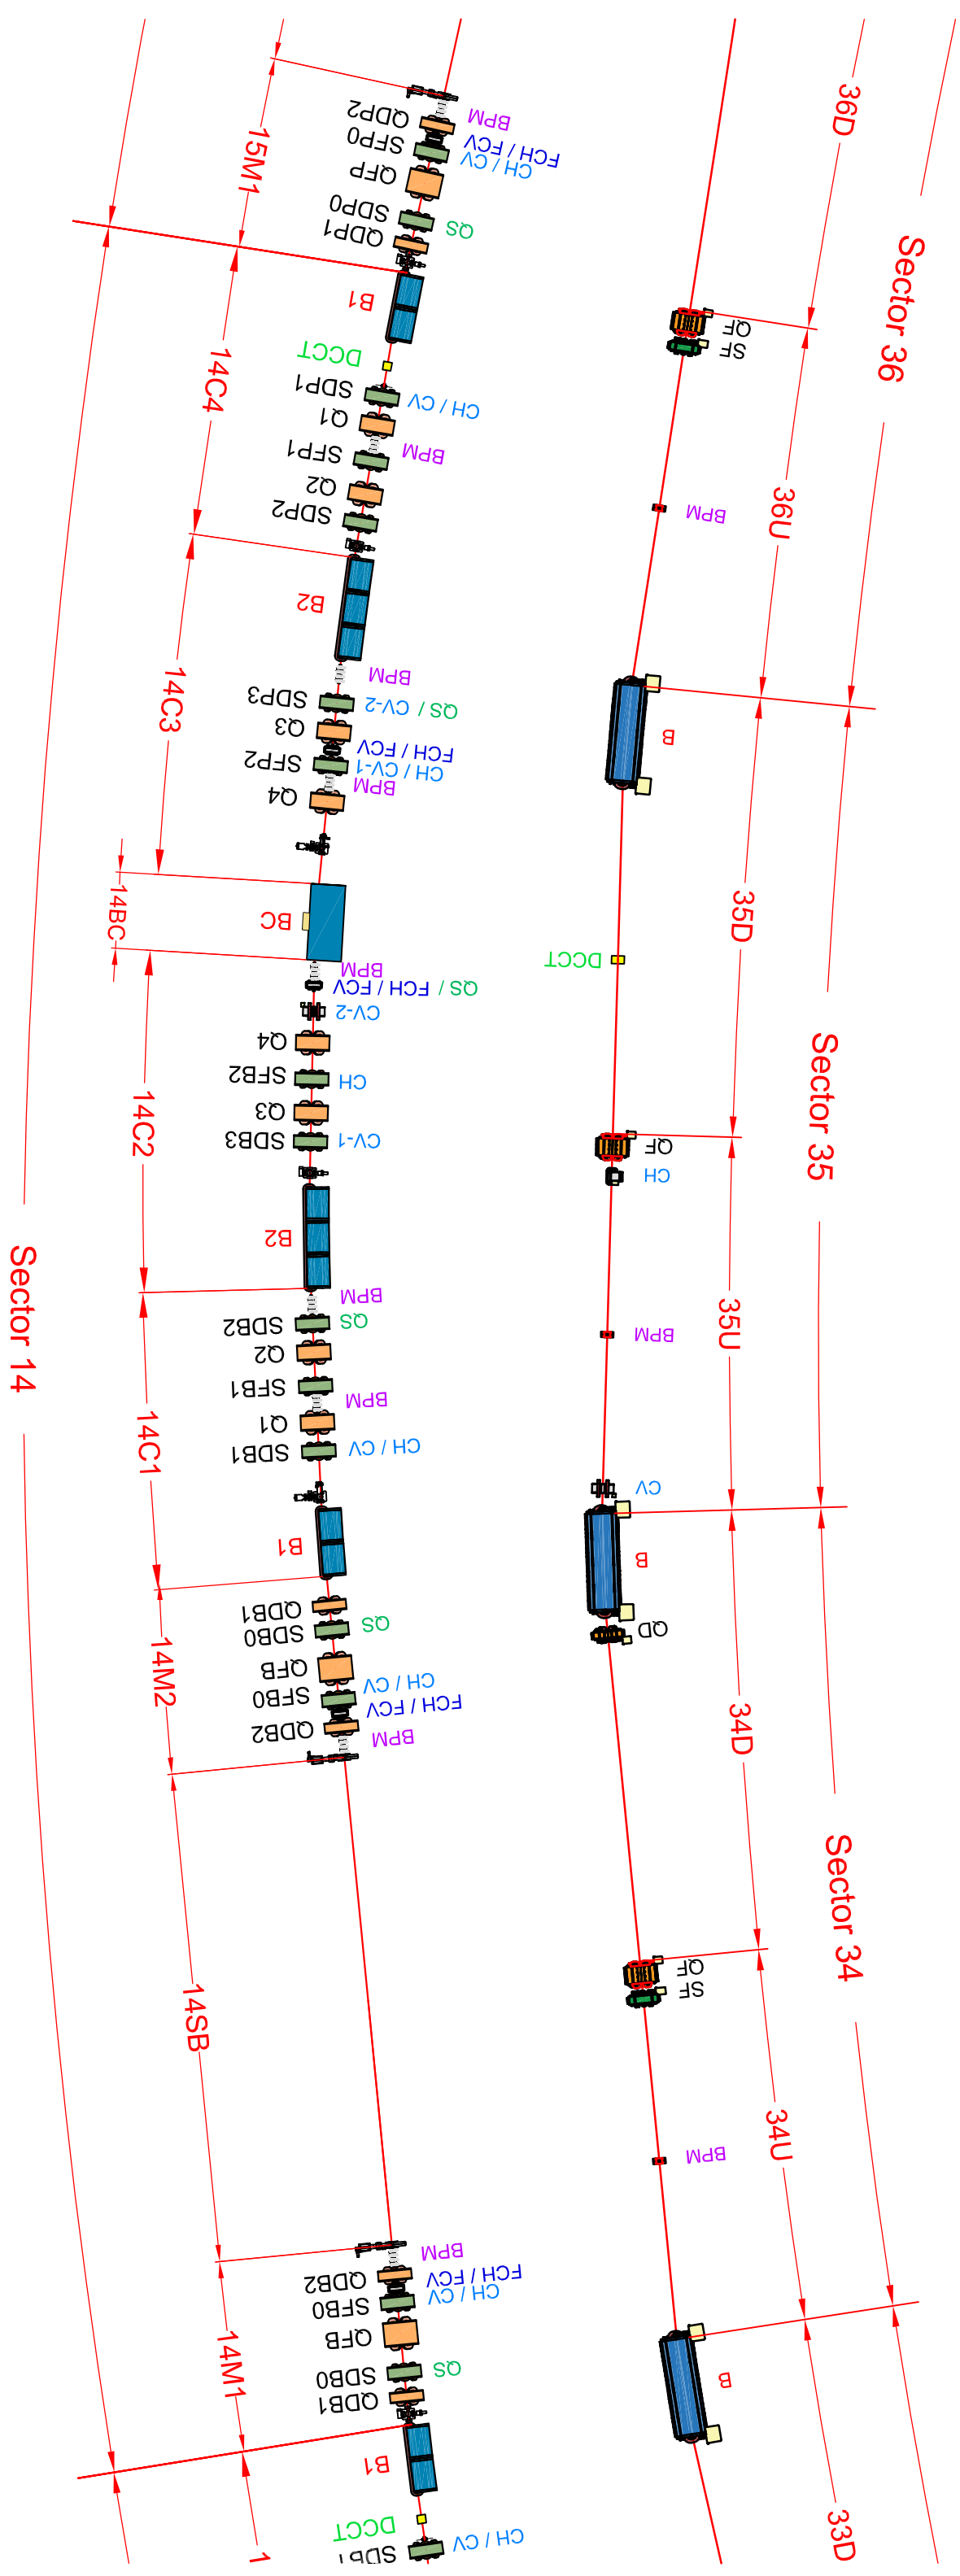 36D
BPM
QDP2
FCH / FCV
SFP0
CH / CV
15M1
QFP
SDP0
QS
QDP1
Sector 36
B1
QF
SF
DCCT
14C4
SDP1
CH / CV
Q1
BPM
SFP1
Q2
36U
BPM
SDP2
B2
BPM
SDP3
QS / CV-2
14C3
Q3
B
FCH / FCV
SFP2
CH / CV-1
BPM
Q4
14BC
BC
35D
DCCT
BPM
QS / FCH / FCV
CV-2
Q4
SFB2
CH
Sector 35
14C2
Q3
SDB3
CV-1
QF
CH
B2
BPM
SDB2
QS
35U
BPM
Sector 14
Q2
SFB1
BPM
14C1
Q1
SDB1
CH / CV
CV
B1
B
QDB1
SDB0
QS
QD
14M2
QFB
CH / CV
SFB0
FCH / FCV
QDB2
BPM
34D
Sector 34
QF
SF
14SB
34U
BPM
BPM
QDB2
FCH / FCV
SFB0
CH / CV
QFB
14M1
SDB0
QS
QDB1
B
B1
33D
DCCT
CH / CV
SDB1
1